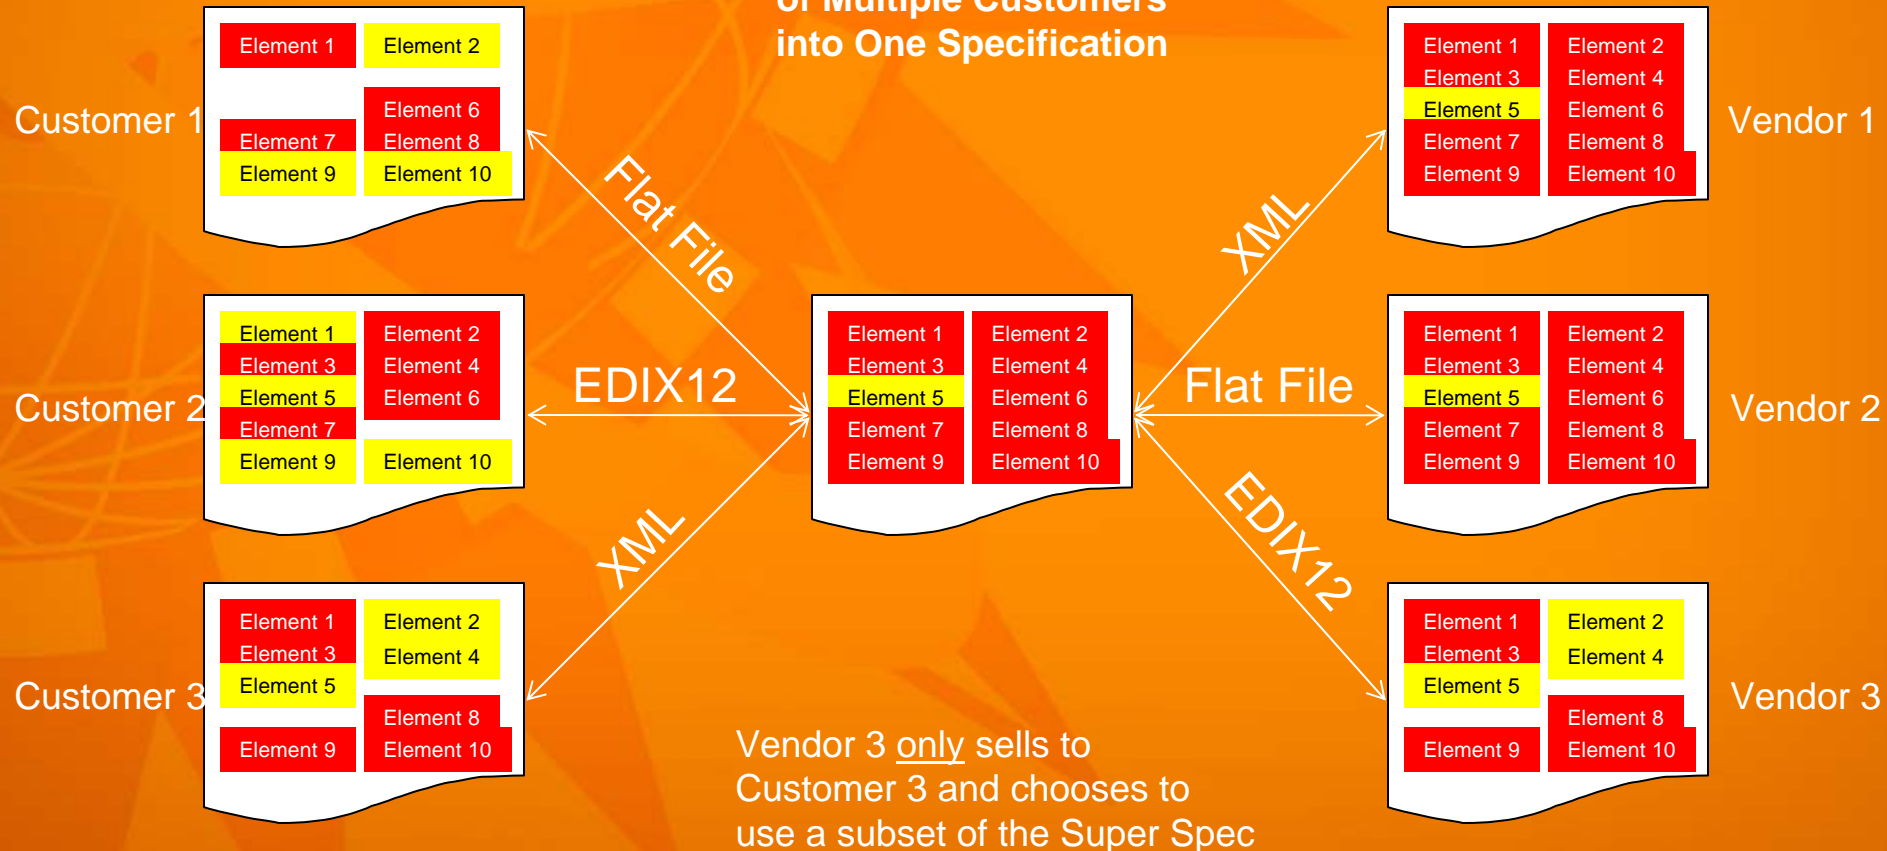 of Multiple Customers
into One Specification
Customer 1
Element 1 Element 2
Element 6
Element 7 Element 8
Element 9 Element 10
Flat File
Customer 2
Element 1 Element 2
Element 3 Element 4
Element 5 Element 6
Element 7
Element 9 Element 10
EDIX12
Customer 3
Element 1 Element 2
Element 3 Element 4
Element 5
Element 8
Element 9 Element 10
XML
Element 1 Element 2
Element 3 Element 4
Element 5 Element 6
Element 7 Element 8
Element 9 Element 10
XML
Element 1 Element 2
Element 3 Element 4
Element 5 Element 6
Element 7 Element 8
Element 9 Element 10
Vendor 1
Flat File
Element 1 Element 2
Element 3 Element 4
Element 5 Element 6
Element 7 Element 8
Element 9 Element 10
Vendor 2
EDIX12
Element 1 Element 2
Element 3 Element 4
Element 5
Element 8
Element 9 Element 10
Vendor 3
Vendor 3 only sells to
Customer 3 and chooses to
use a subset of the Super Spec